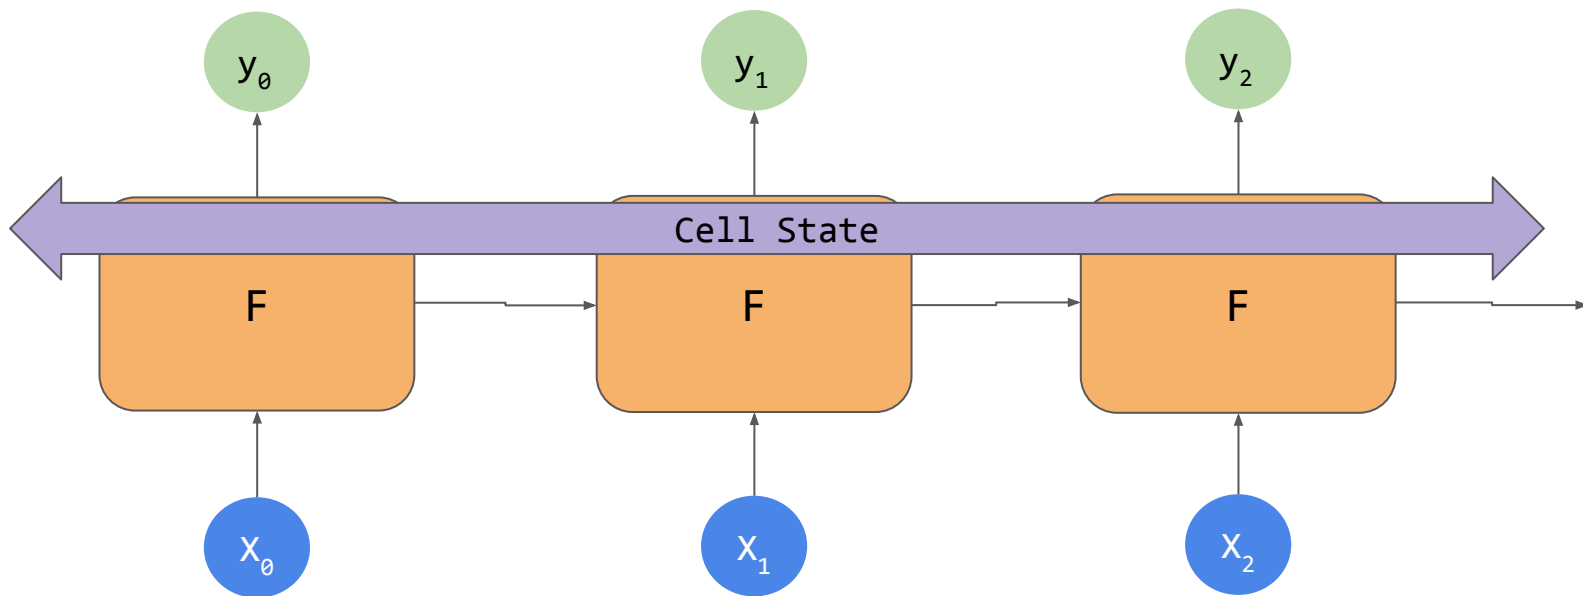 y₀ y₁ y₂
Cell State
F F F
X₀ X₁ X₂